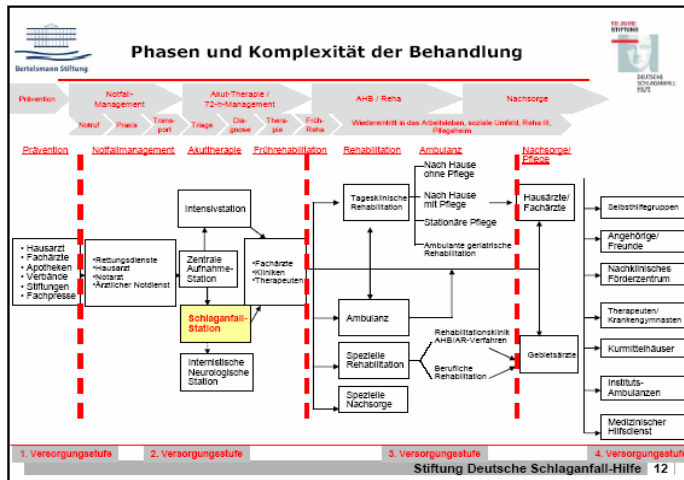 Bertelsmann Stiftung
Phasen und Komplexität der Behandlung
DEUTSCHE
SCHLAGANFALL
HILFE
Prävention
Notfall-
Management
Akut-Therapie /
72-h-Management
AHB / Reha
Nachsorge
Notruf
Praxis
Trans-
port
Triage
Dia-
gnose
Thera-
pie
Früh-
Reha
Wiedereintritt in das Arbeitsleben, soziale Umfeld, Reha III,
Pflegeheim
Prävention
Notfallmanagement
Akuttherapie
Frührehabilitation
Rehabilitation
Ambulanz
Nachsorge/
Pflege
• Hausarzt
• Fachärzte
• Apotheken
• Verbände
• Stiftungen
• Fachpresse
•Rettungsdienste
•Hausarzt
•Notarzt
•Ärztlicher Notdienst
Intensivstation
Zentrale
Aufnahme-
Station
Schlaganfall-
Station
Internistische
Neurologische
Station
•Fachärzte
•Kliniken
•Therapeuten
Tagesklinische
Rehabilitation
Ambulanz
Spezielle
Rehabilitation
Spezielle
Nachsorge
Nach Hause
ohne Pflege
Nach Hause
mit Pflege
Stationäre Pflege
Ambulante geriatrische
Rehabilitation
Rehabilitationsklinik
AHB/AR-Verfahren
Berufliche
Rehabilitation
Hausärzte/
Fachärzte
Gebietsärzte
Selbsthilfegruppen
Angehörige/
Freunde
Nachklinisches
Förderzentrum
Therapeuten/
Krankengymnasten
Kurmittelhäuser
Instituts-
Ambulanzen
Medizinischer
Hilfsdienst
1. Versorgungsstufe
2. Versorgungsstufe
3. Versorgungsstufe
4. Versorgungsstufe
Stiftung Deutsche Schlaganfall-Hilfe 12